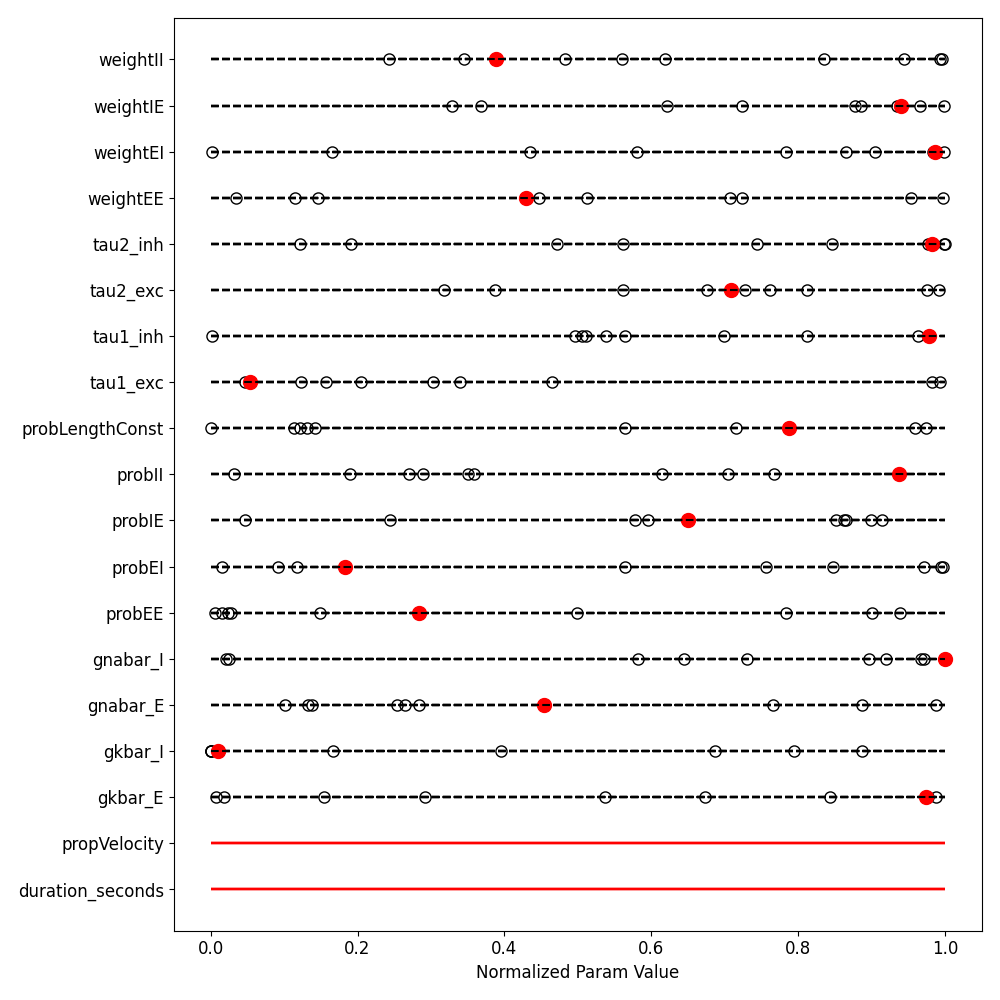 weightII
weightIE
weightEI
weightEE
tau2_inh
tau2_exc
tau1_inh
tau1_exc
probLengthConst
probII
probIE
probEI
probEE
gnabar_I
gnabar_E
gkbar_I
gkbar_E
propVelocity
duration_seconds
0.0 0.2 0.4 0.6 0.8 1.0
Normalized Param Value